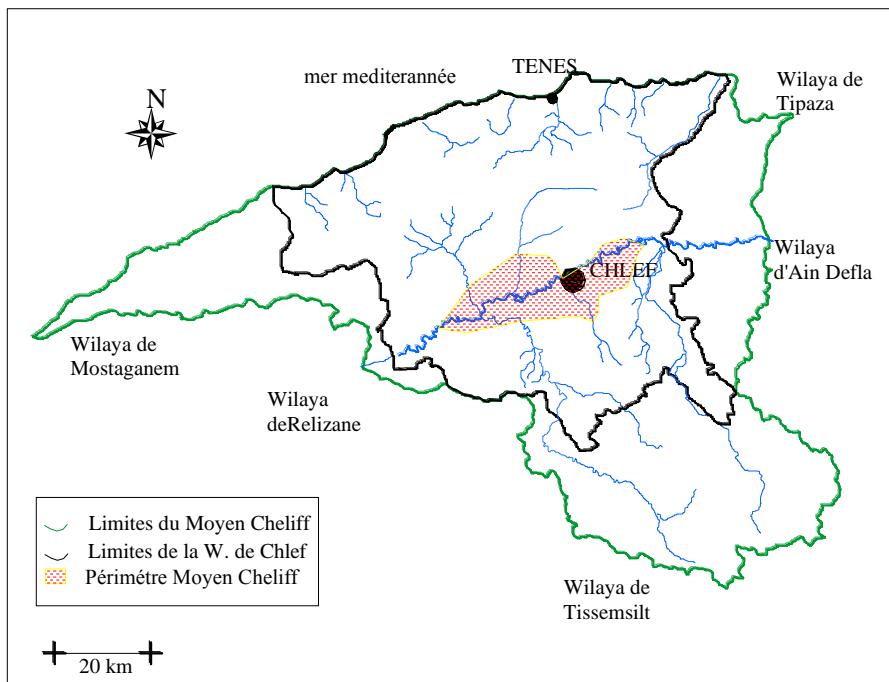 TENES
mer mediterannée
Wilaya de
Tipaza
N
Wilaya
d'Ain Defla
CHLEF
Wilaya de
Mostaganem
Wilaya
deRelizane
Limites du Moyen Cheliff
Limites de la W. de Chlef
Périmétre Moyen Cheliff
Wilaya de
Tissemsilt
20 km